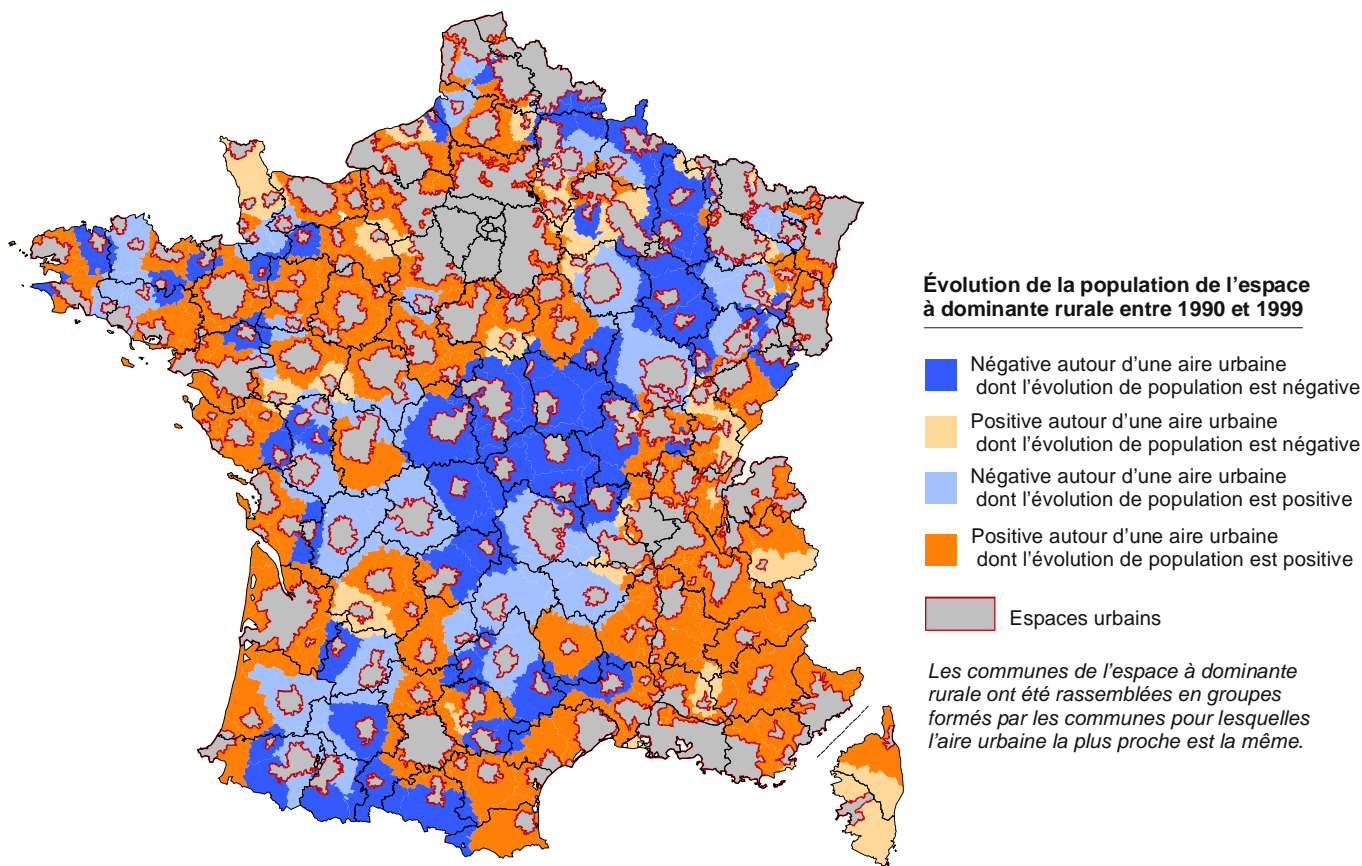 Évolution de la population de l’espace
à dominante rurale entre 1990 et 1999
Négative autour d’une aire urbaine
dont l’évolution de population est négative
Positive autour d’une aire urbaine
dont l’évolution de population est négative
Négative autour d’une aire urbaine
dont l’évolution de population est positive
Positive autour d’une aire urbaine
dont l’évolution de population est positive
Espaces urbains
Les communes de l’espace à dominante
rurale ont été rassemblées en groupes
formés par les communes pour lesquelles
l’aire urbaine la plus proche est la même.